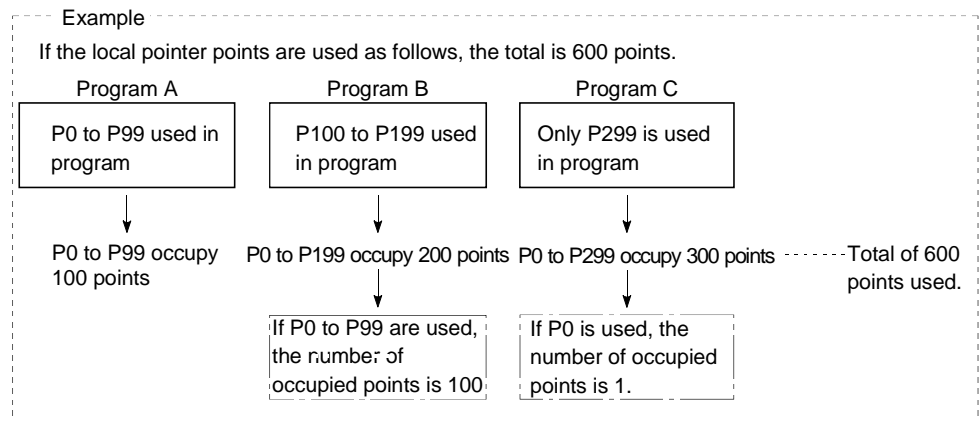 Example
If the local pointer points are used as follows, the total is 600 points.
Program A
Program B
Program C
P0 to P99 used in
program
P100 to P199 used
in program
Only P299 is used
in program
P0 to P99 occupy
100 points
P0 to P199 occupy 200 points
P0 to P299 occupy 300 points
Total of 600
points used.
If P0 to P99 are used,
the number of
occupied points is 100
If P0 is used, the
number of occupied
points is 1.